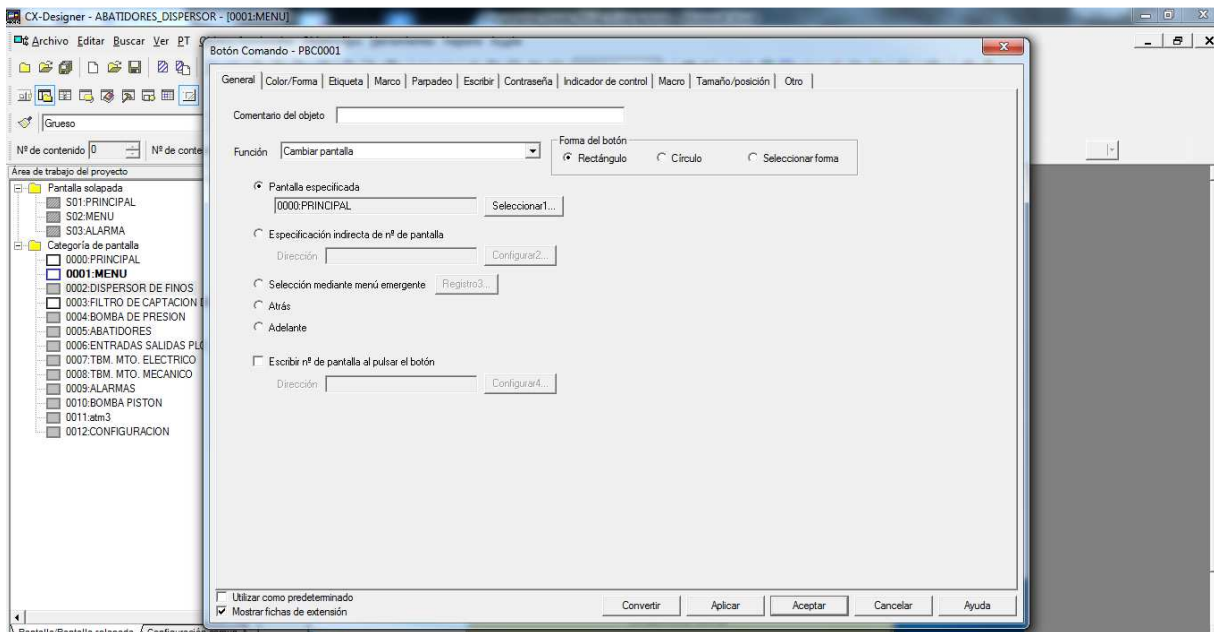 CX-Designer - ABATIDORES_DISPERSOR - [0001:MENU]
Archivo Editar Buscar Ver PT
Grueso
Nº de contenido 0 Nº de conte
Área de trabajo del proyecto
Pantalla solapada
S01:PRINCIPAL
S02:MENU
S03:ALARMA
Categoría de pantalla
0000:PRINCIPAL
0001:MENU
0002:DISPERSOR DE FINOS
0003:FILTRO DE CAPTACION
0004:BOMBA DE PRESION
0005:ABATIDORES
0006:ENTRADAS SALIDAS PLC
0007:TBM. MTO. ELECTRICO
0008:TBM. MTO. MECANICO
0009:ALARMAS
0010:BOMBA PISTON
0011:atm3
0012:CONFIGURACION
Botón Comando - PBC0001
General Color/Forma Etiqueta Marco Parpadeo Escribir Contraseña Indicador de control Macro Tamaño/posición Otro
Comentario del objeto
Función Cambiar pantalla
Forma del botón
Rectángulo Círculo Seleccionar forma
Pantalla especificada
0000:PRINCIPAL Seleccionar1...
Especificación indirecta de nº de pantalla
Dirección Configurar2...
Selección mediante menú emergente Registro3...
Atrás
Adelante
Escribir nº de pantalla al pulsar el botón
Dirección Configurar4...
Utilizar como predeterminado
Mostrar fichas de extensión
Convertir Aplicar Aceptar Cancelar Ayuda